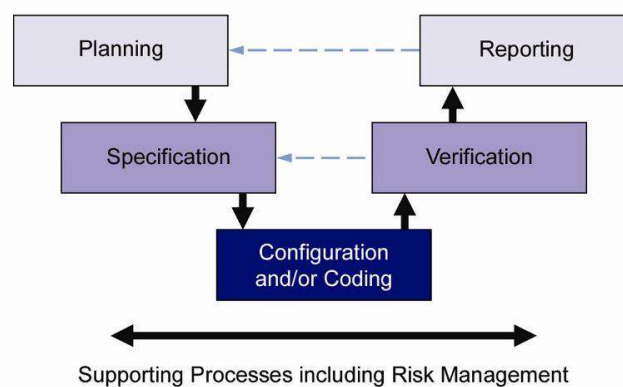 Planning
Reporting
Specification
Verification
Configuration
and/or Coding
Supporting Processes including Risk Management